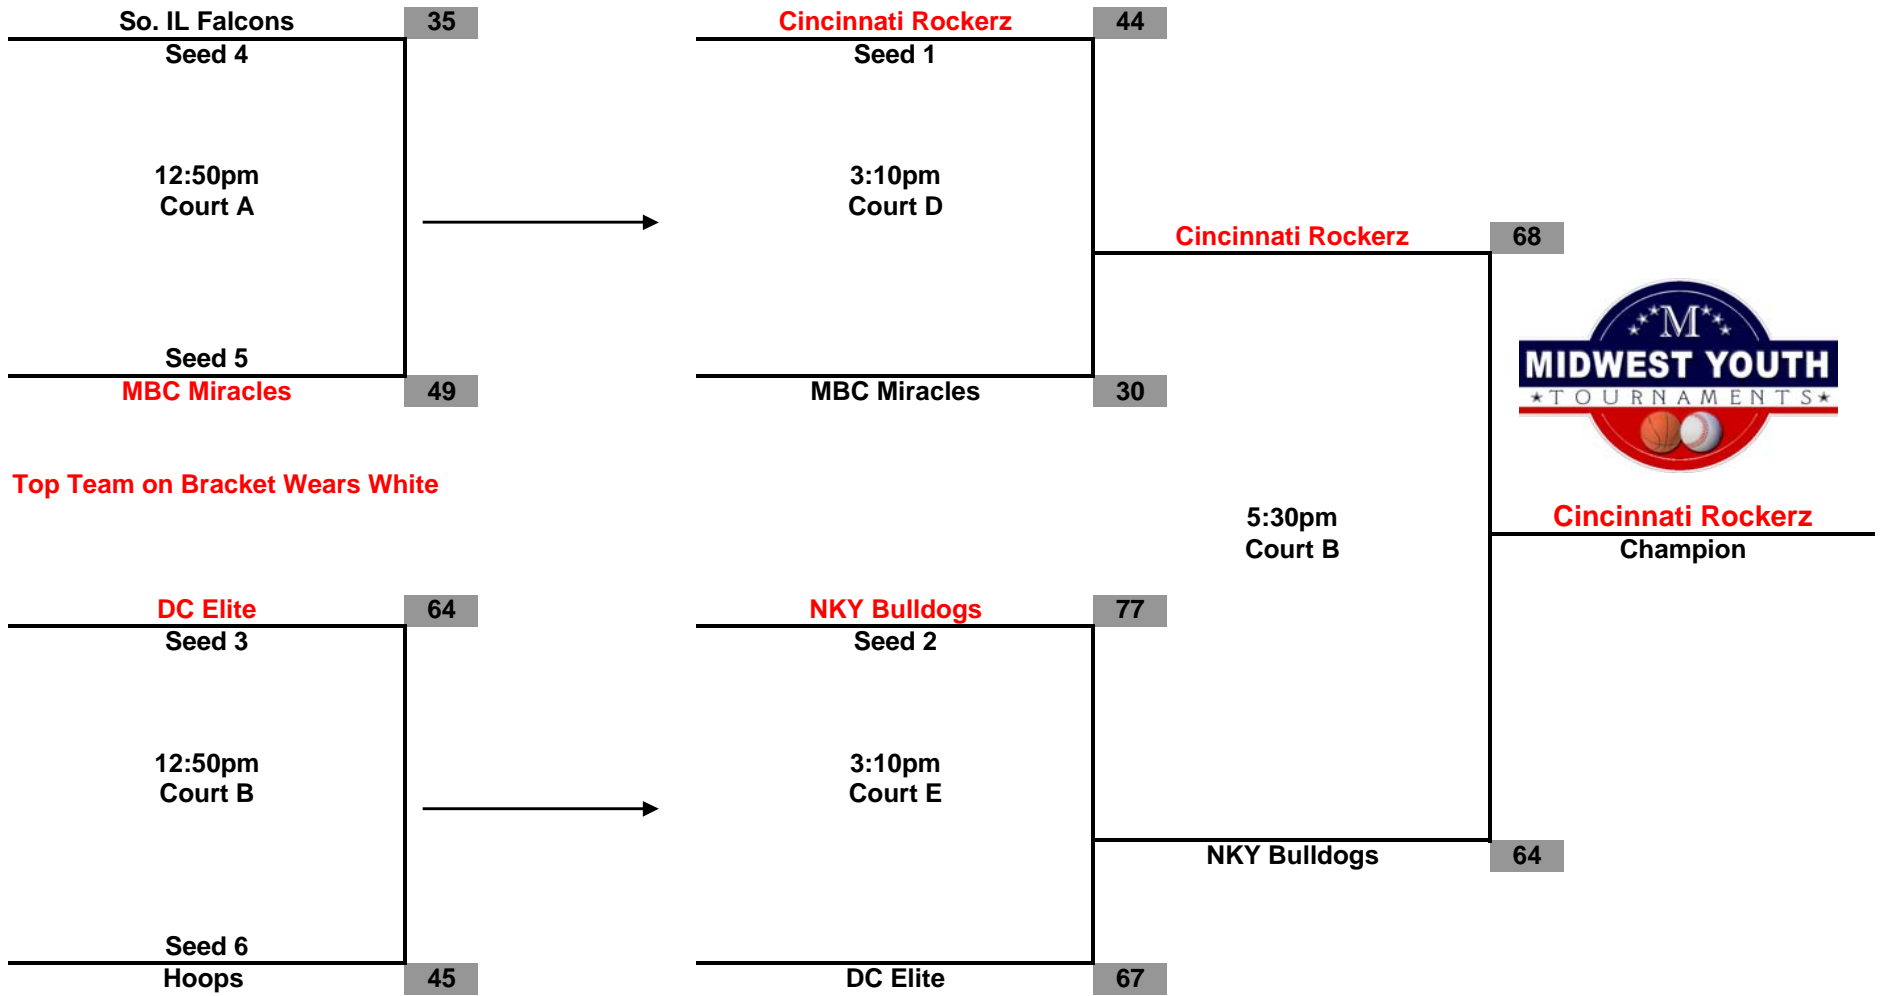 So. IL Falcons 35
Seed 4
12:50pm
Court A
Seed 5
MBC Miracles 49
Cincinnati Rockerz 44
Seed 1
3:10pm
Court D
MBC Miracles 30
Top Team on Bracket Wears White
DC Elite 64
Seed 3
12:50pm
Court B
Seed 6
Hoops 45
NKY Bulldogs 77
Seed 2
3:10pm
Court E
DC Elite 67
Cincinnati Rockerz 68
5:30pm
Court B
NKY Bulldogs 64
M
MIDWEST YOUTH
TOURNAMENTS
Cincinnati Rockerz
Champion